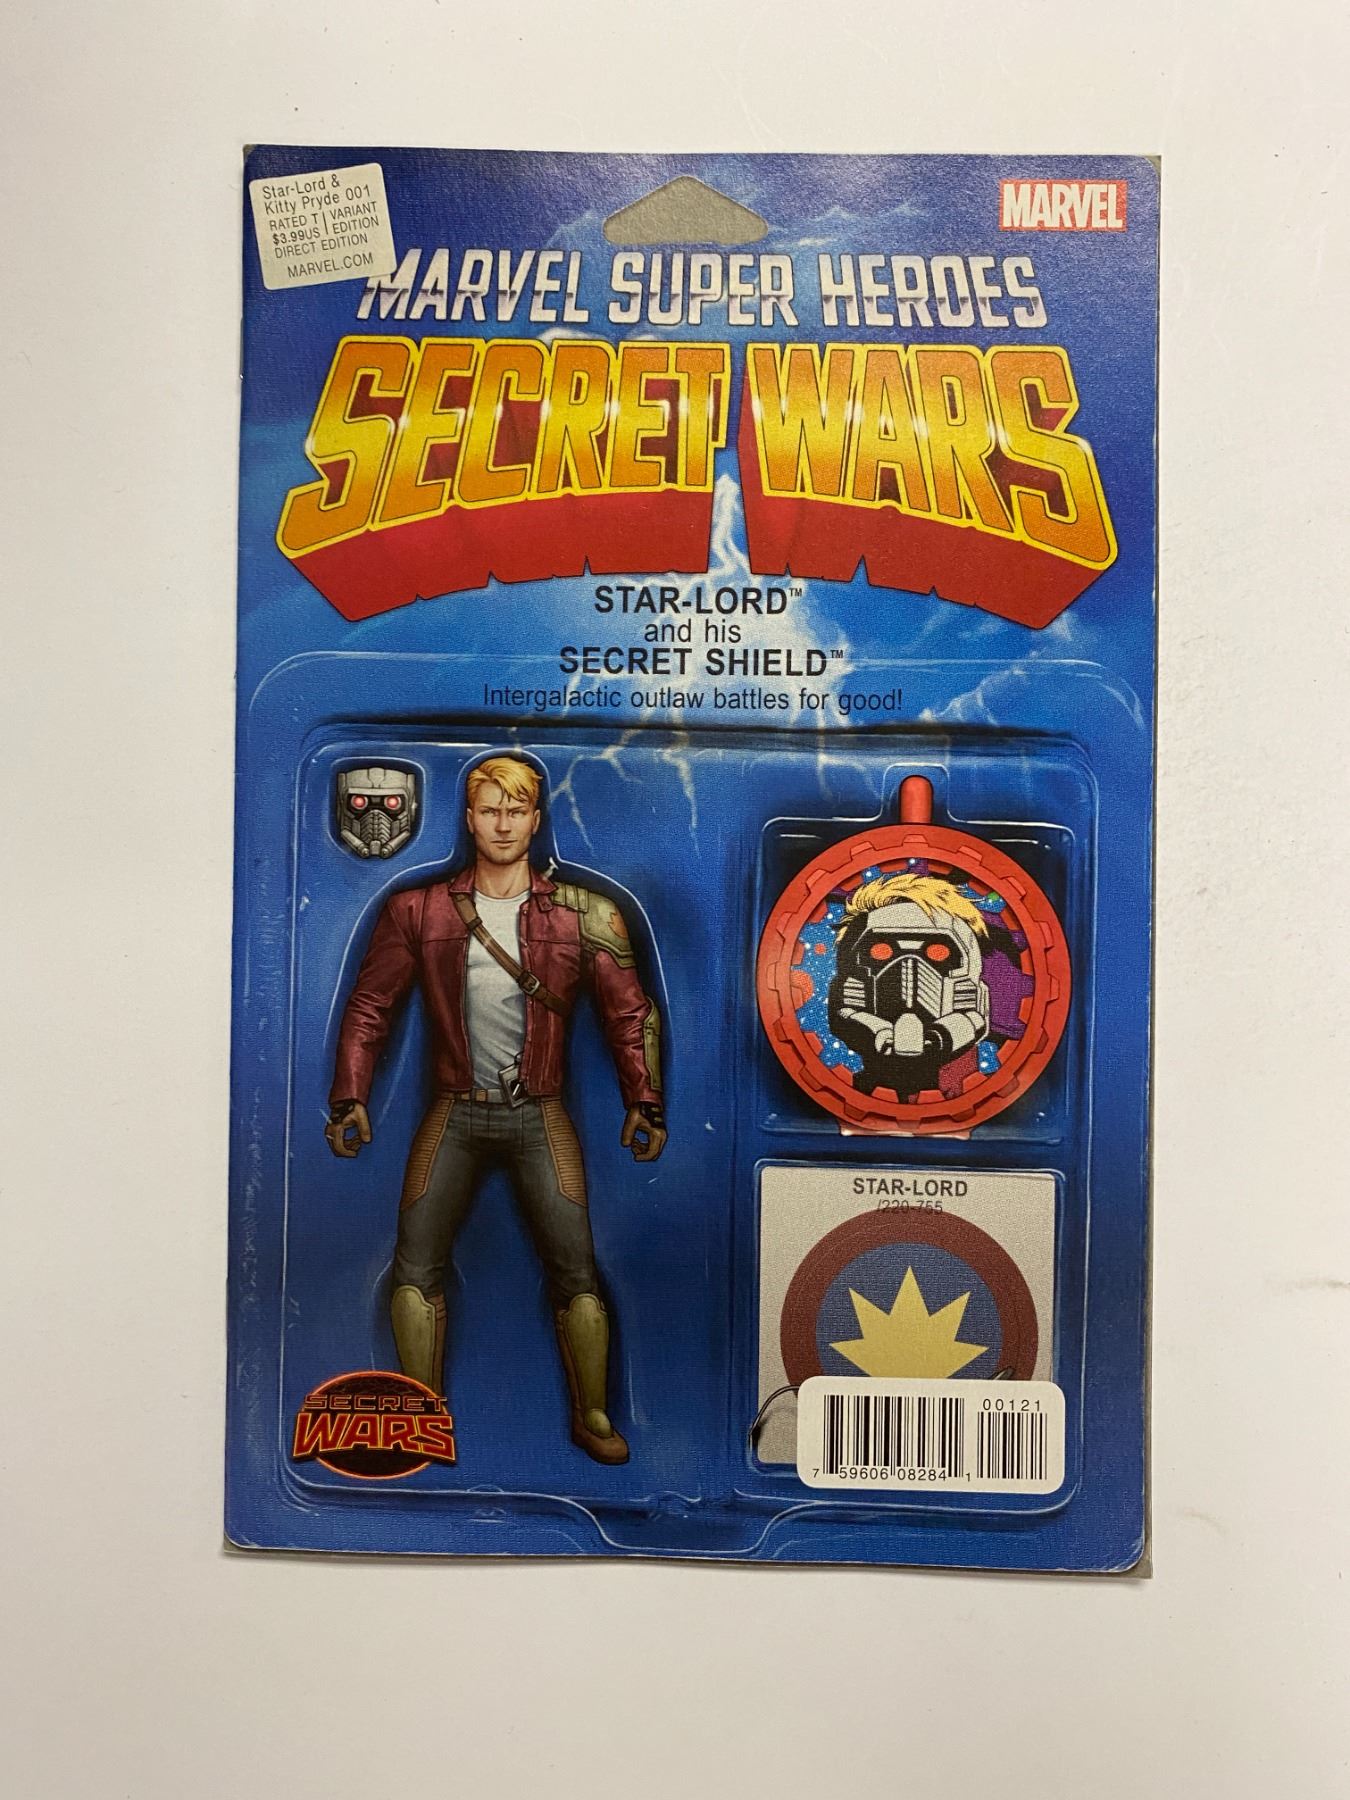 Star-Lord &
Kitty Pryde 001
RATED T | VARIANT
$3.99US | EDITION
DIRECT EDITION
MARVEL.COM
MARVEL
MARVEL SUPER HEROES
SECRET WARS
STAR-LORD™
and his
SECRET SHIELD™
Intergalactic outlaw battles for good!
STAR-LORD
/220-755
SECRET
WARS
00121
7 59606 08284 1